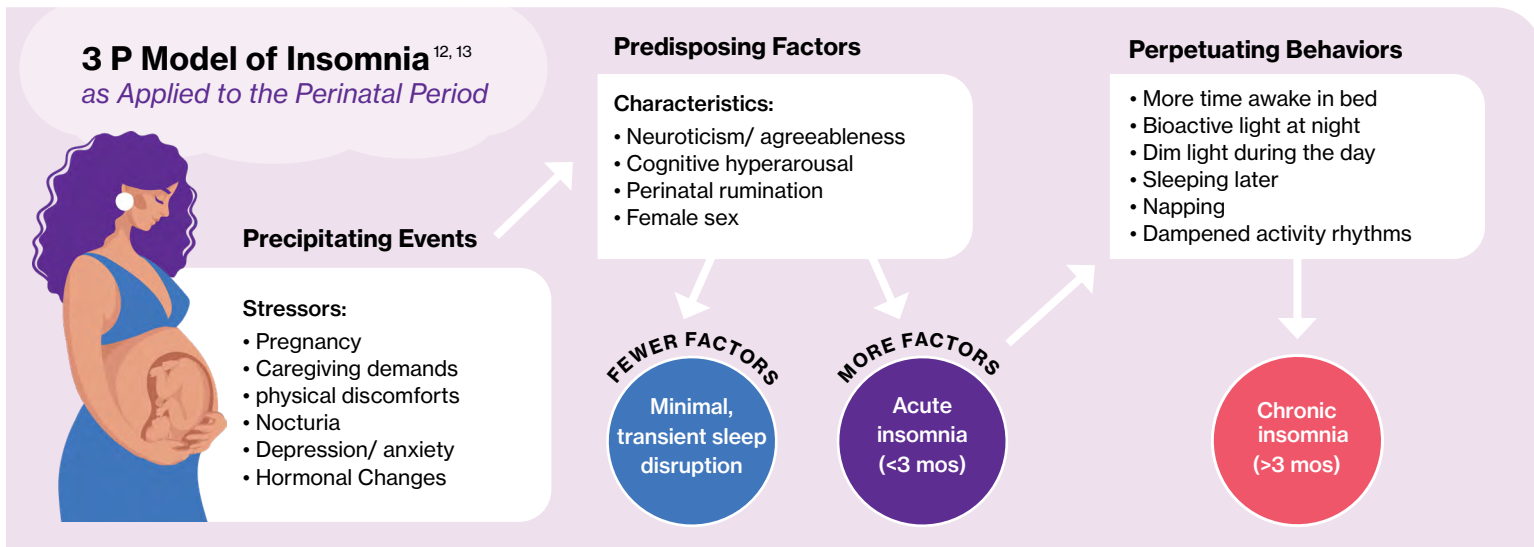 3 P Model of Insomnia 12, 13
as Applied to the Perinatal Period
Precipitating Events
Stressors:
• Pregnancy
• Caregiving demands
• physical discomforts
• Nocturia
• Depression/ anxiety
• Hormonal Changes
Predisposing Factors
Characteristics:
• Neuroticism/ agreeableness
• Cognitive hyperarousal
• Perinatal rumination
• Female sex
FEWER FACTORS
Minimal,
transient sleep
disruption
MORE FACTORS
Acute
insomnia
(<3 mos)
Perpetuating Behaviors
• More time awake in bed
• Bioactive light at night
• Dim light during the day
• Sleeping later
• Napping
• Dampened activity rhythms
Chronic
insomnia
(>3 mos)